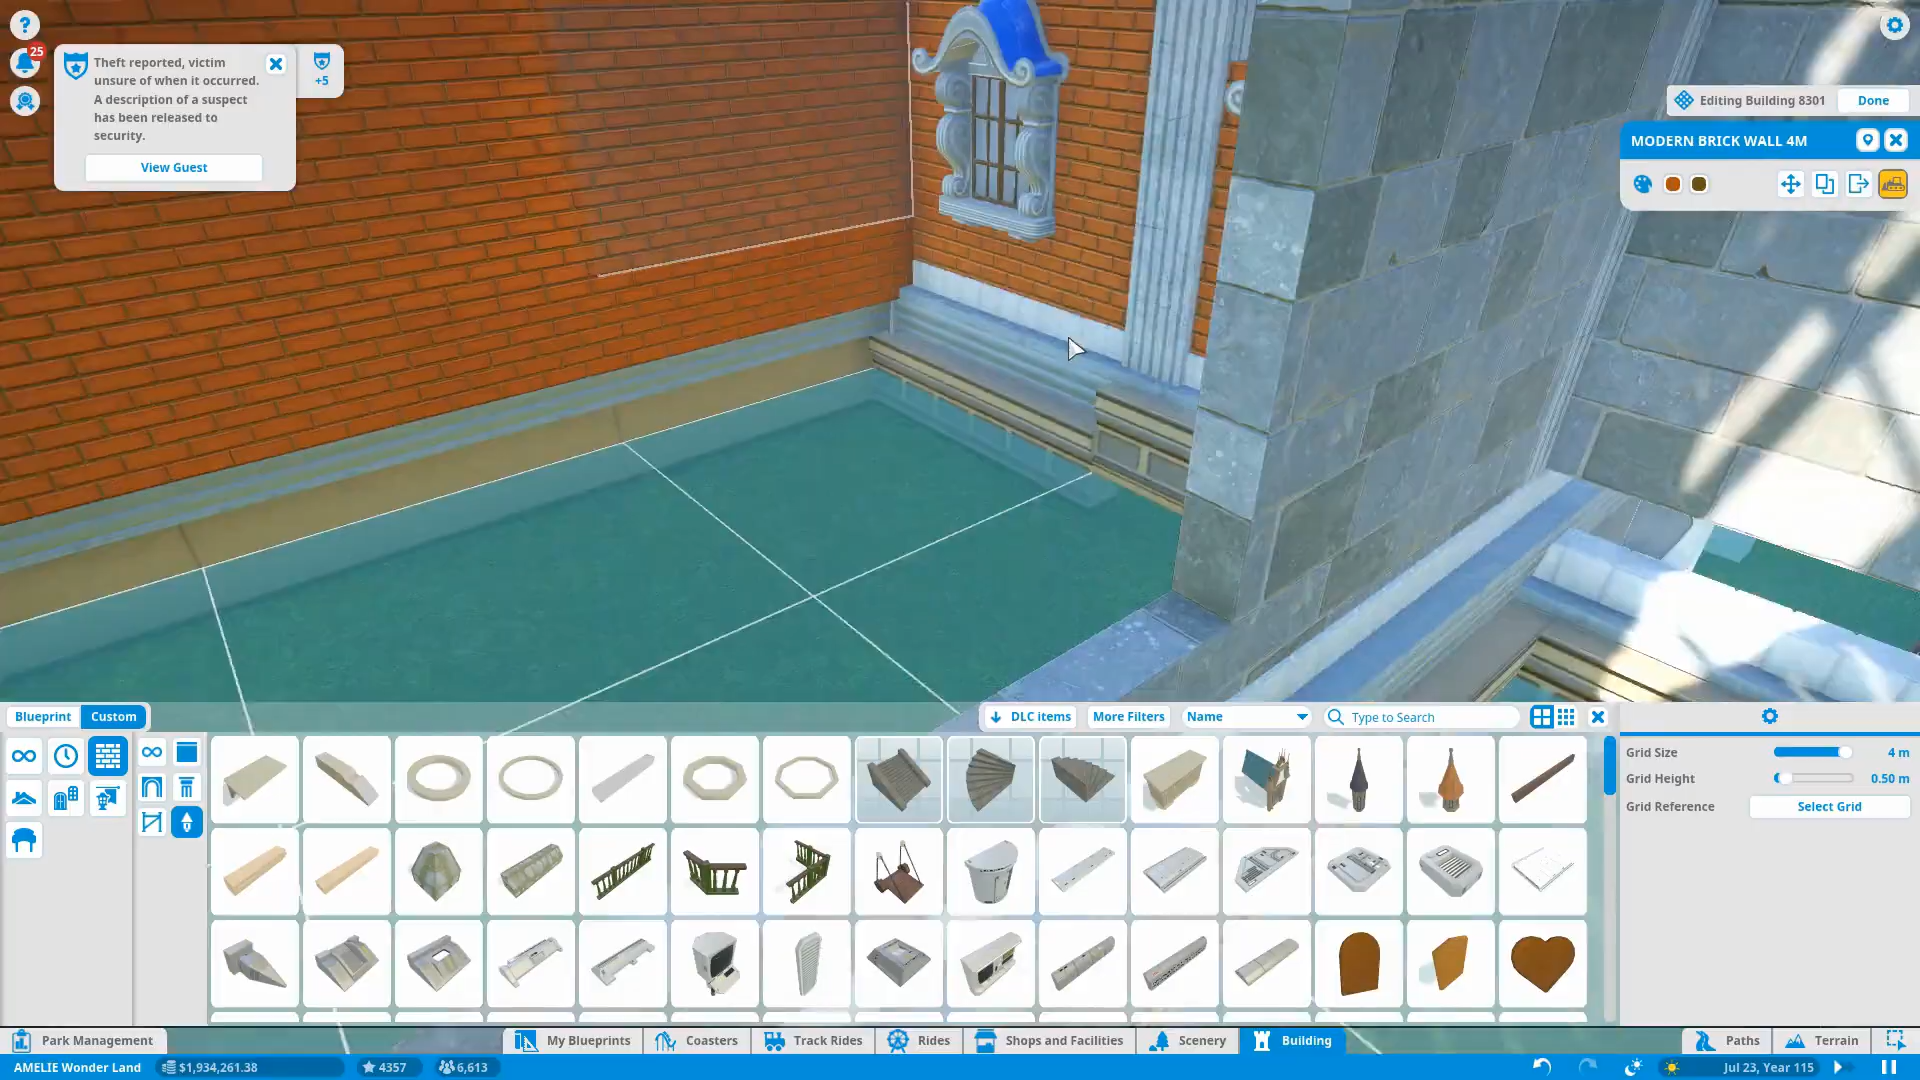 ?
25
Theft reported, victim
unsure of when it occurred.
A description of a suspect
has been released to
security.
View Guest
+5
Editing Building 8301
Done
MODERN BRICK WALL 4M
Blueprint
Custom
DLC items
More Filters
Name
Type to Search
Grid Size
4 m
Grid Height
0.50 m
Grid Reference
Select Grid
Park Management
My Blueprints
Coasters
Track Rides
Rides
Shops and Facilities
Scenery
Building
Paths
Terrain
AMELIE Wonder Land
$1,934,261.38
4357
6,613
Jul 23, Year 115